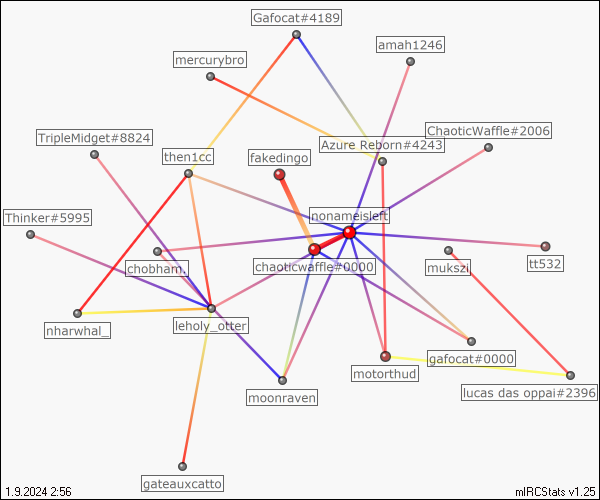 Gafocat#4189
amah1246
mercurybro
ChaoticWaffle#2006
TripleMidget#8824
Azure Reborn#4243
then1cc
fakedingo
Thinker#5995
nonameisleft
chobham.
chaoticwaffle#0000
mukszi
tt532
nharwhal_
leholy_otter
gafocat#0000
motorthud
lucas das oppai#2396
moonraven
gateauxcatto
1.9.2024 2:56
mIRCStats v1.25